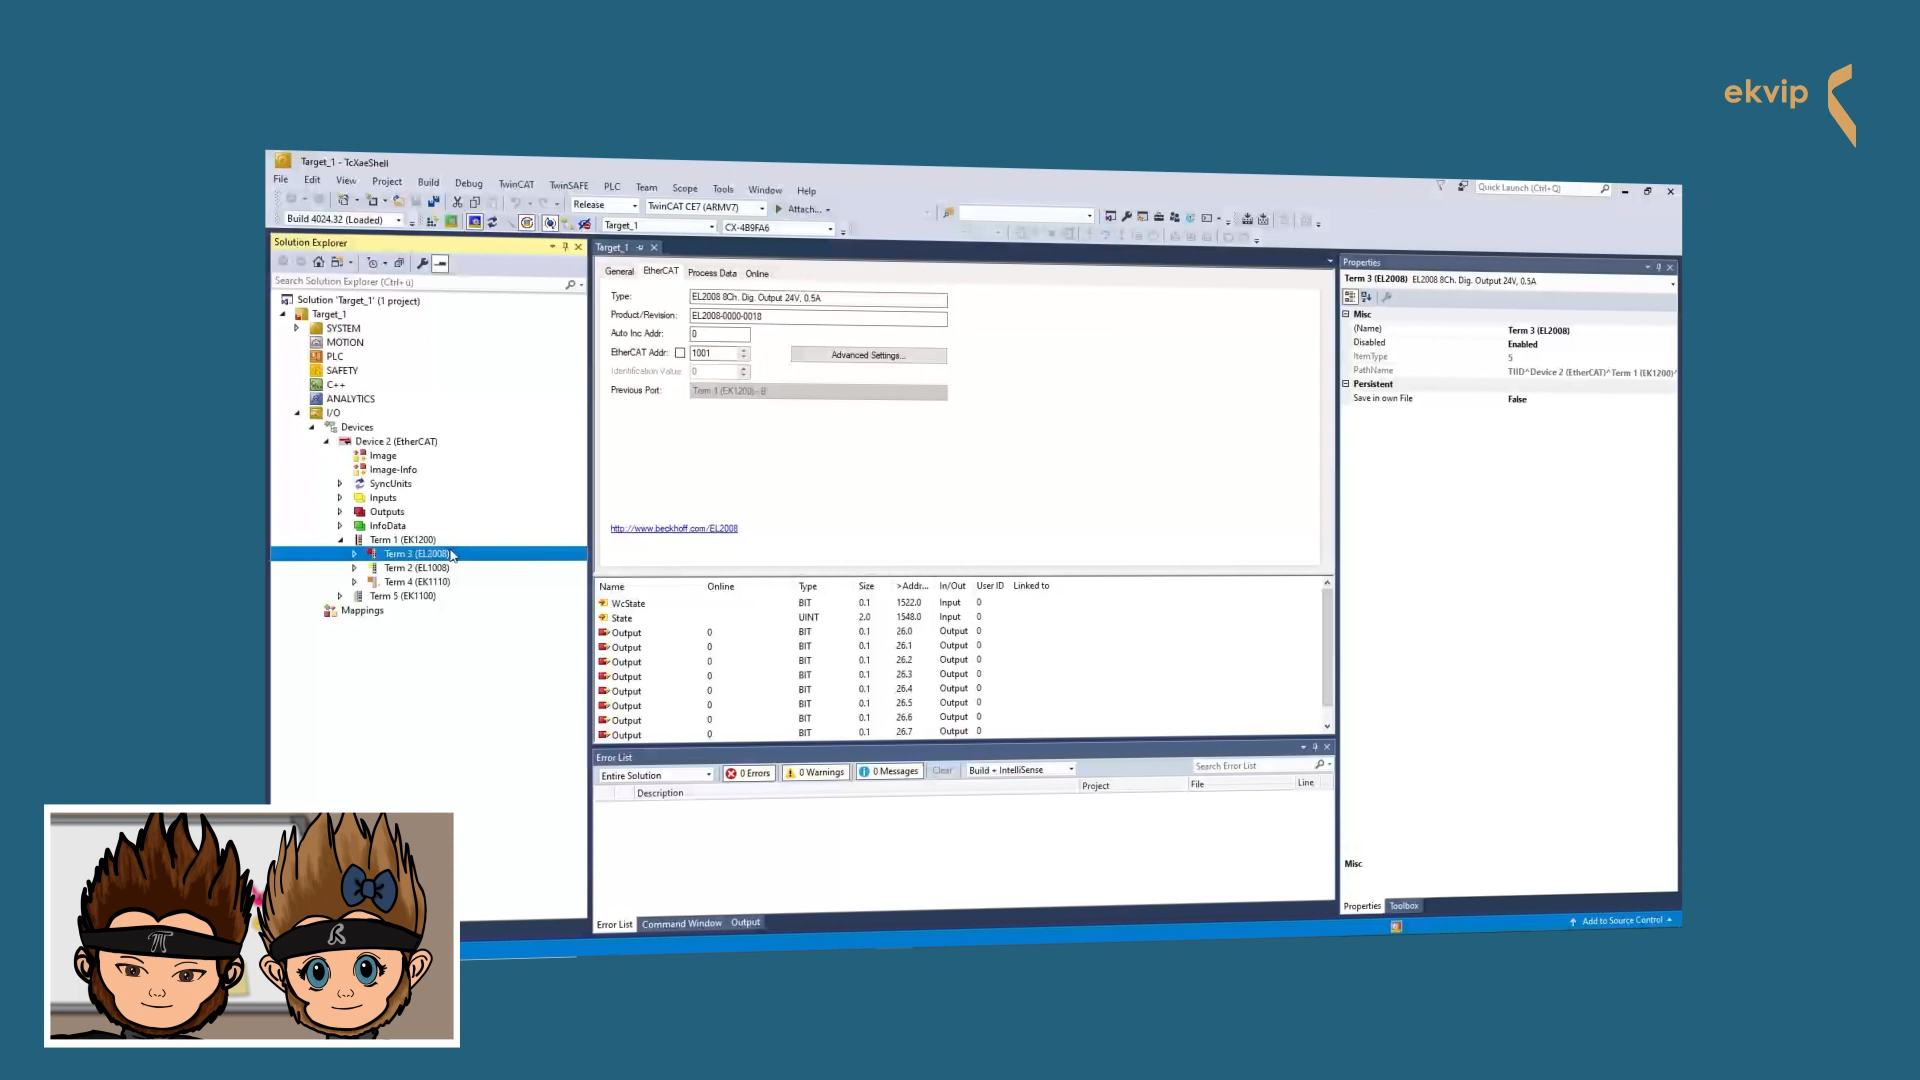 ekvip
Target_1 - TcXaeShell
Quick Launch (Ctrl+Q)
File Edit View Project Build Debug TwinCAT TwinSAFE PLC Team Scope Tools Window Help
Release TwinCAT CE7 (ARMV7) Attach...
Build 4024.32 (Loaded) Target_1 CX-4B9FA6
Solution Explorer
Search Solution Explorer (Ctrl+ü)
Solution 'Target_1' (1 project)
Target_1
SYSTEM
MOTION
PLC
SAFETY
C++
ANALYTICS
I/O
Devices
Device 2 (EtherCAT)
Image
Image-Info
SyncUnits
Inputs
Outputs
InfoData
Term 1 (EK1200)
Term 3 (EL2008)
Term 2 (EL1008)
Term 4 (EK1110)
Term 5 (EK1100)
Mappings
Target_1
General EtherCAT Process Data Online
Type: EL2008 8Ch. Dig. Output 24V, 0.5A
Product/Revision: EL2008-0000-0018
Auto Inc Addr: 0
EtherCAT Addr: 1001 Advanced Settings...
Identification Value: 0
Previous Port: Term 1 (EK1200) - B
http://www.beckhoff.com/EL2008
Name Online Type Size >Addr... In/Out User ID Linked to
WcState BIT 0.1 1522.0 Input 0
State UINT 2.0 1548.0 Input 0
Output 0 BIT 0.1 26.0 Output 0
Output 0 BIT 0.1 26.1 Output 0
Output 0 BIT 0.1 26.2 Output 0
Output 0 BIT 0.1 26.3 Output 0
Output 0 BIT 0.1 26.4 Output 0
Output 0 BIT 0.1 26.5 Output 0
Output 0 BIT 0.1 26.6 Output 0
Output 0 BIT 0.1 26.7 Output 0
Error List
Entire Solution 0 Errors 0 Warnings 0 Messages Clear Build + IntelliSense Search Error List
Description Project File Line
Error List Command Window Output
Properties
Term 3 (EL2008) EL2008 8Ch. Dig. Output 24V, 0.5A
Misc
(Name) Term 3 (EL2008)
Disabled Enabled
ItemType 5
PathName TIID^Device 2 (EtherCAT)^Term 1 (EK1200)^
Persistent
Save in own File False
Misc
Properties Toolbox
Add to Source Control
π